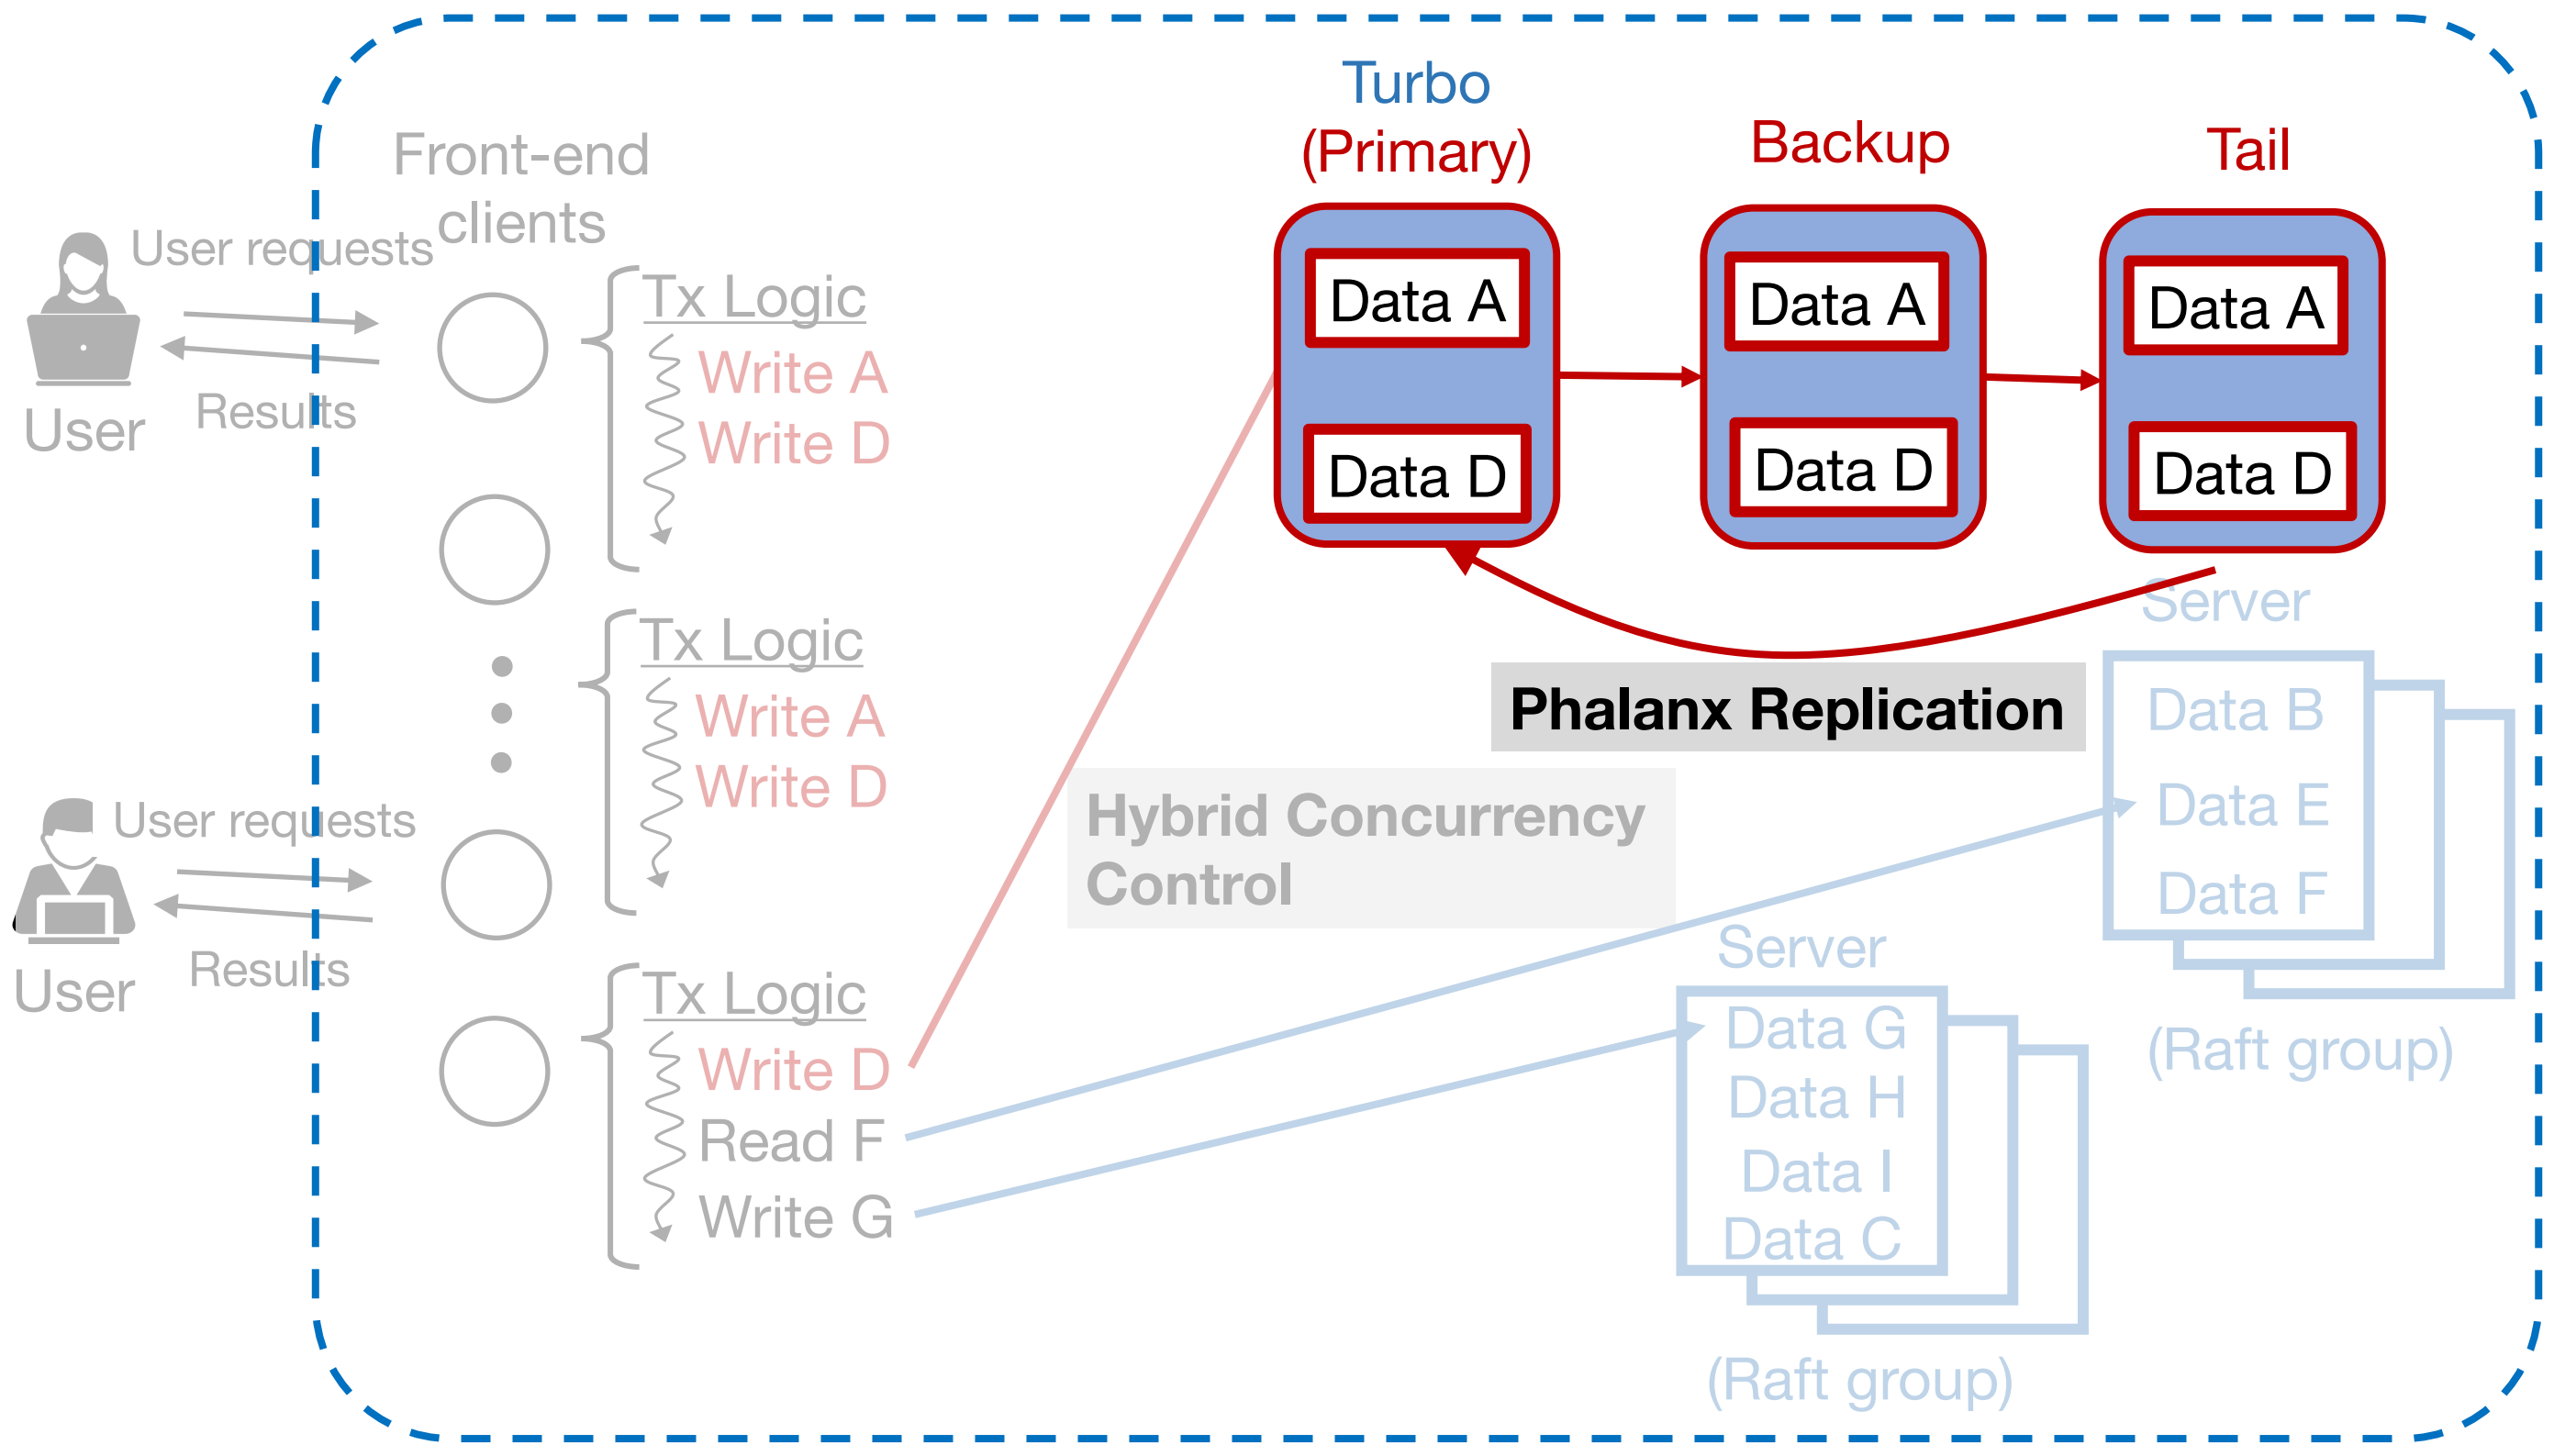 Turbo
(Primary)
Backup
Tail
Front-end
clients
User requests
Results
User
Tx Logic
Write A
Write D
Data A
Data D
Data A
Data D
Data A
Data D
Tx Logic
Write A
Write D
Phalanx Replication
Hybrid Concurrency
Control
Server
Data B
Data E
Data F
(Raft group)
User requests
Results
User
Tx Logic
Write D
Read F
Write G
Server
Data G
Data H
Data I
Data C
(Raft group)